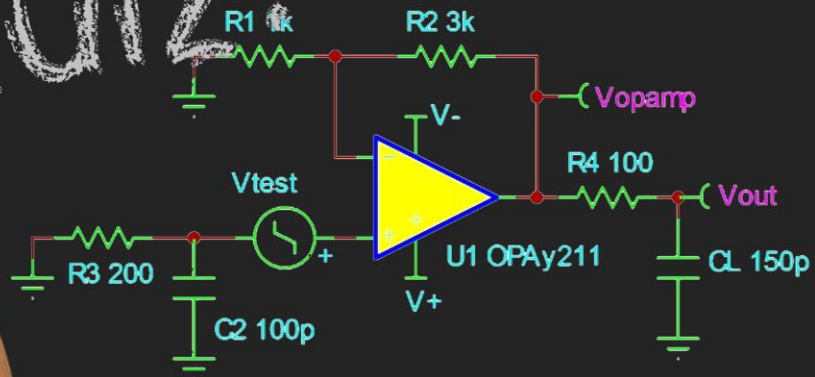 R1 1k
R2 3k
V-
Vopamp
R4 100
Vtest
Vout
+
R3 200
U1 OPAy211
CL 150p
V+
C2 100p